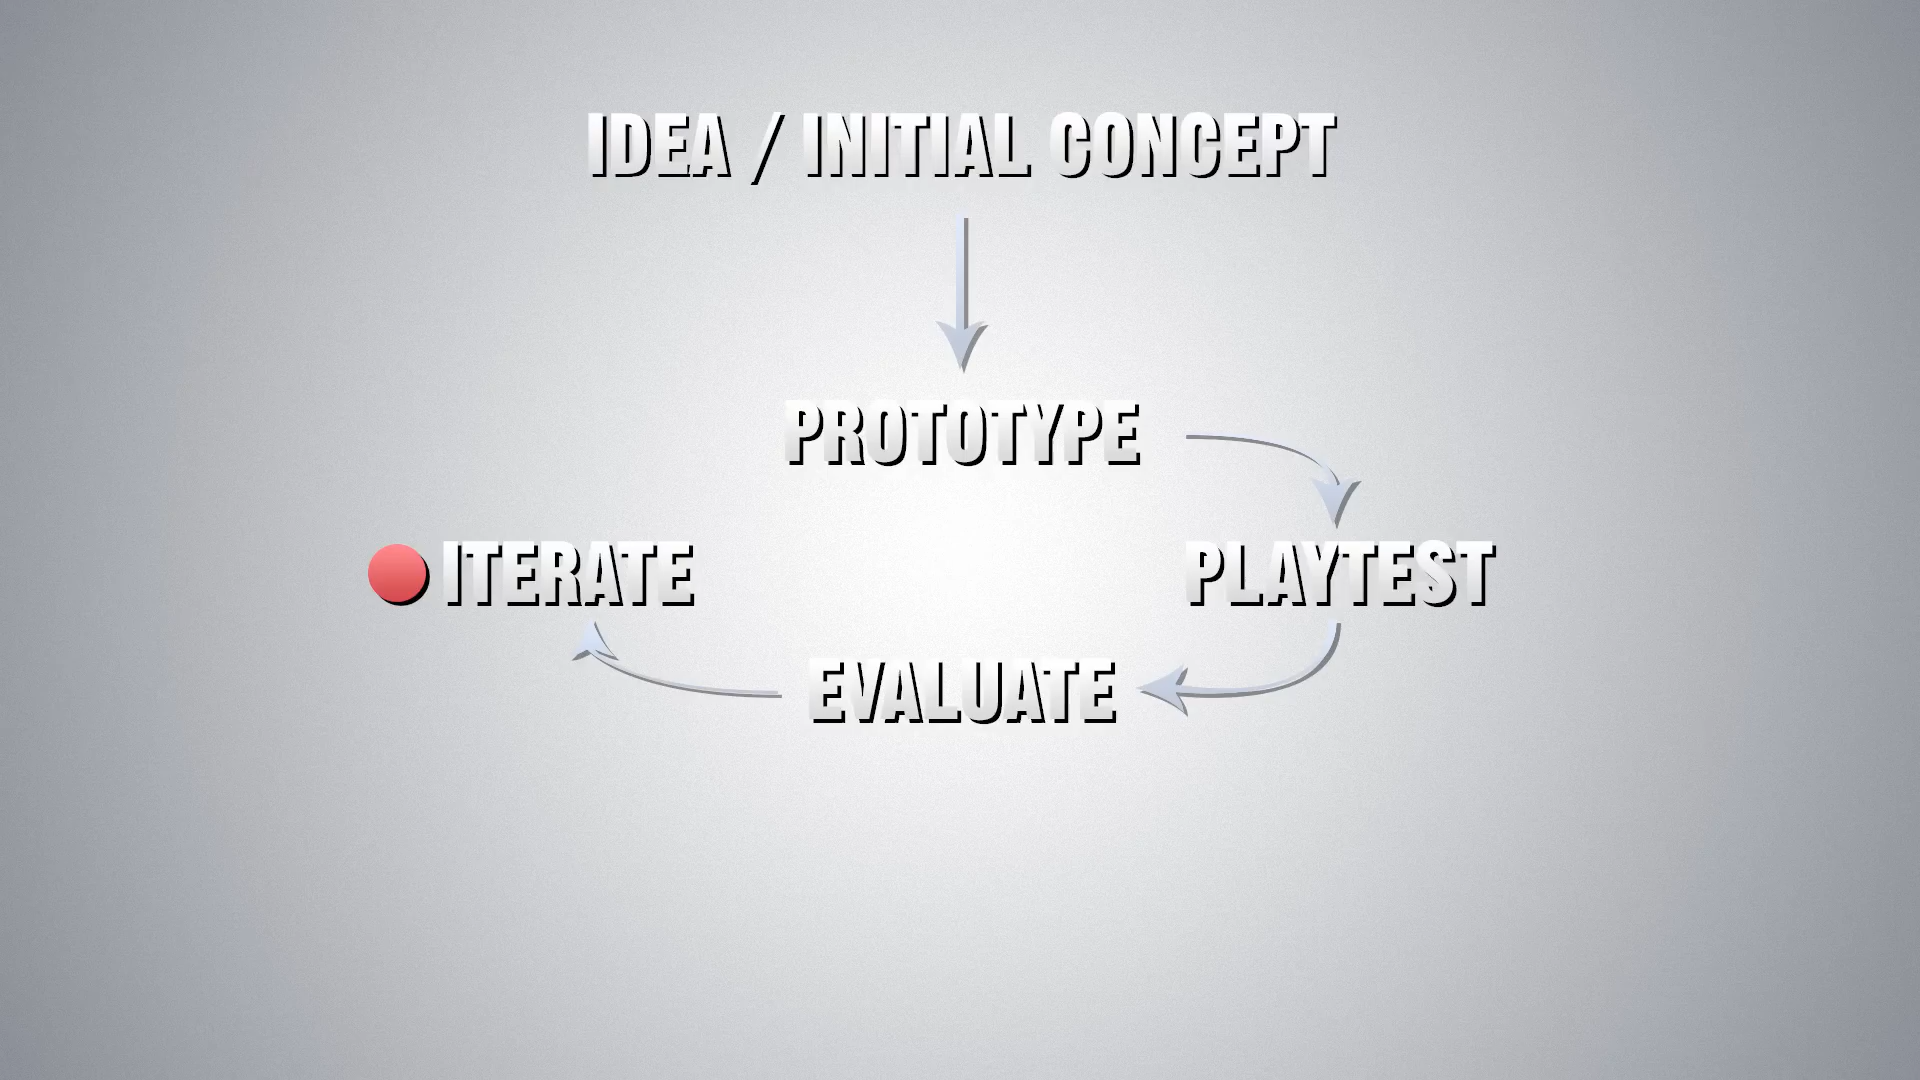 IDEA / INITIAL CONCEPT
PROTOTYPE
ITERATE
PLAYTEST
EVALUATE